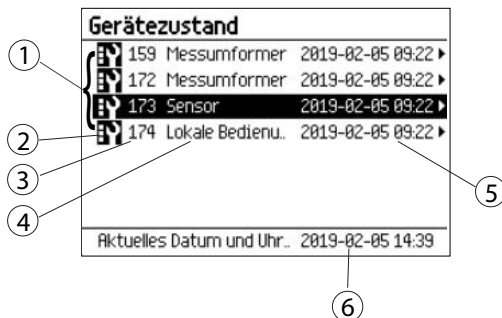 Gerätezustand
159 Messumformer 2019-02-05 09:22
172 Messumformer 2019-02-05 09:22
173 Sensor 2019-02-05 09:22
174 Lokale Bedienu.. 2019-02-05 09:22
Aktuelles Datum und Uhr.. 2019-02-05 14:39
1
2
3
4
5
6